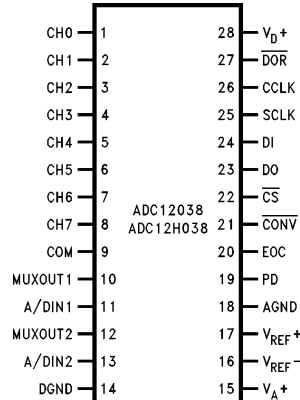 CH0 1 28 VD+
CH1 2 27 DOR
CH2 3 26 CCLK
CH3 4 25 SCLK
CH4 5 24 DI
CH5 6 23 DO
CH6 7 22 CS
CH7 8 21 CONV
ADC12038
ADC12H038
COM 9 20 EOC
MUXOUT1 10 19 PD
A/DIN1 11 18 AGND
MUXOUT2 12 17 VREF+
A/DIN2 13 16 VREF−
DGND 14 15 VA+